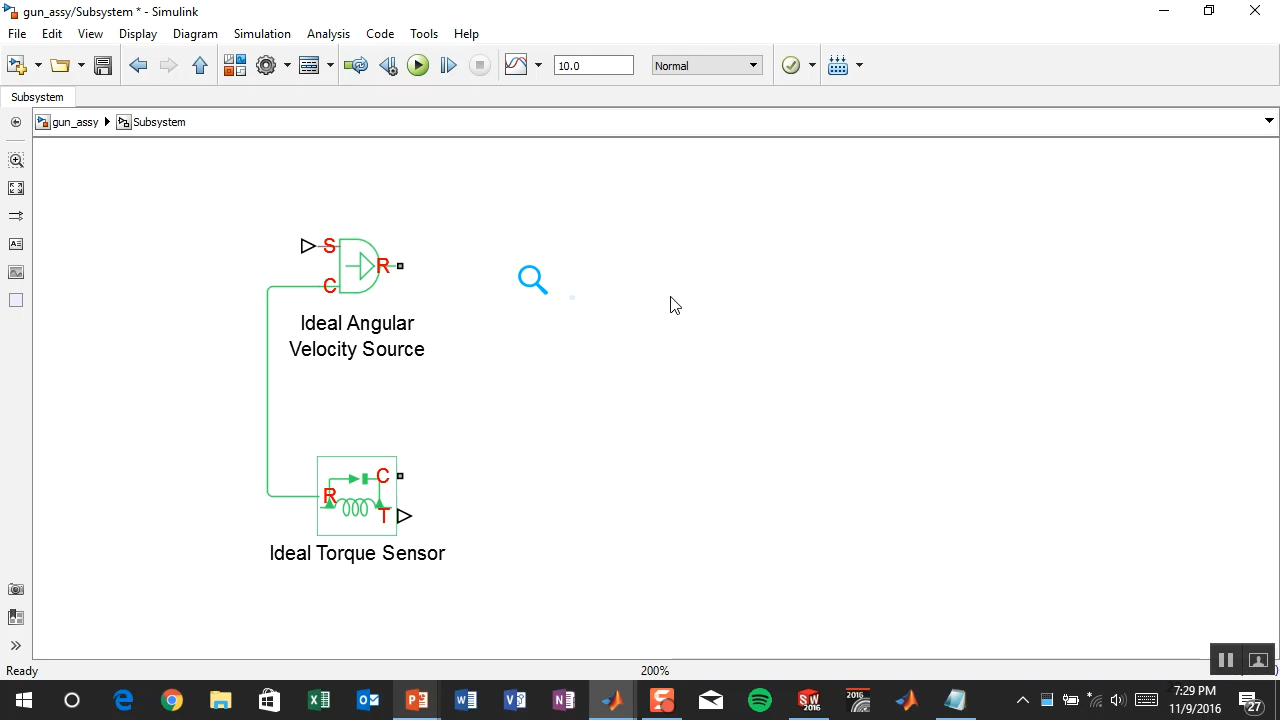 gun_assy/Subsystem * - Simulink
File Edit View Display Diagram Simulation Analysis Code Tools Help
10.0 Normal
Subsystem
gun_assy Subsystem
S
R
C
Ideal Angular
Velocity Source
C
R
T
Ideal Torque Sensor
Ready 200%
7:29 PM
11/9/2016
27